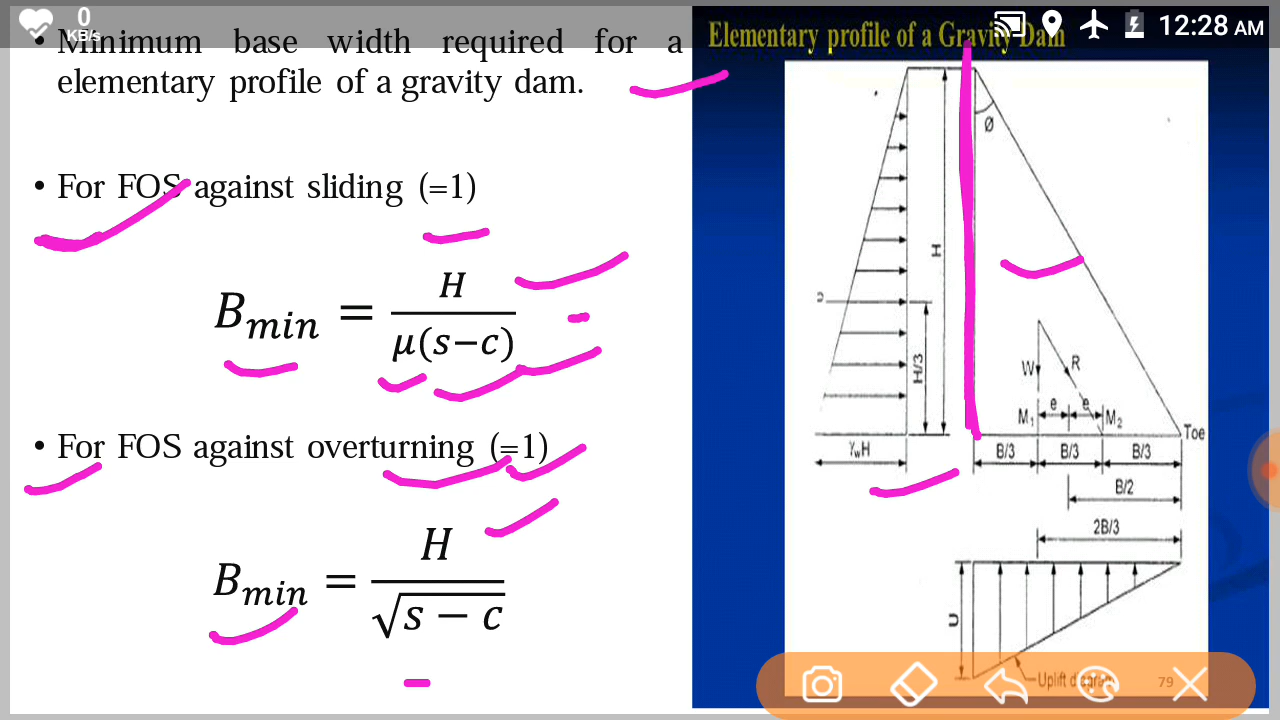 0
KB/s
12:28 AM
• Minimum base width required for a
elementary profile of a gravity dam.
• For FOS against sliding (=1)
B_min = H / μ(s−c)
• For FOS against overturning (=1)
B_min = H / √(s − c)
Elementary profile of a Gravity Dam
Ø
H
H/3
W
R
M₁
e
e
M₂
Toe
γwH
B/3
B/3
B/3
B/2
2B/3
U
Uplift diagram
79